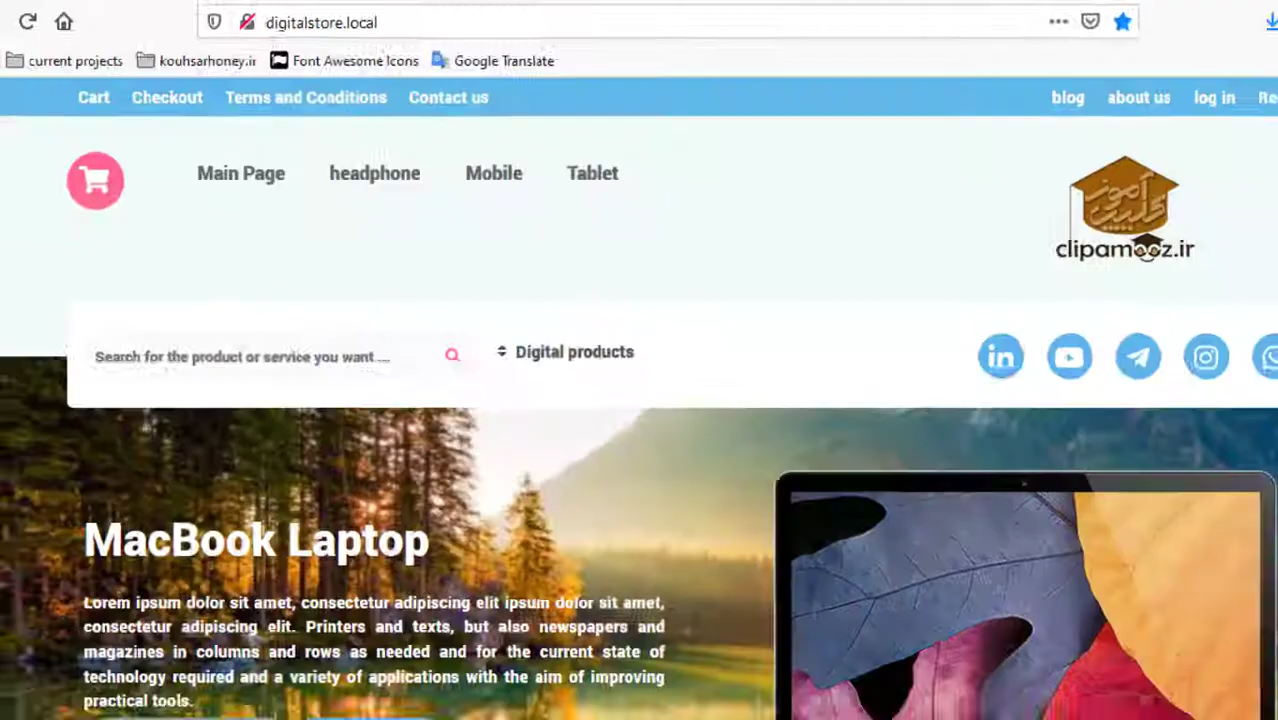 digitalstore.local
current projects
kouhsarhoney.ir
Font Awesome Icons
Google Translate
Cart
Checkout
Terms and Conditions
Contact us
blog
about us
log in
Re
Main Page
headphone
Mobile
Tablet
آموز
کلیپ
clipamooz.ir
Search for the product or service you want ...
Digital products
in
MacBook Laptop
Lorem ipsum dolor sit amet, consectetur adipiscing elit ipsum dolor sit amet,
consectetur adipiscing elit. Printers and texts, but also newspapers and
magazines in columns and rows as needed and for the current state of
technology required and a variety of applications with the aim of improving
practical tools.